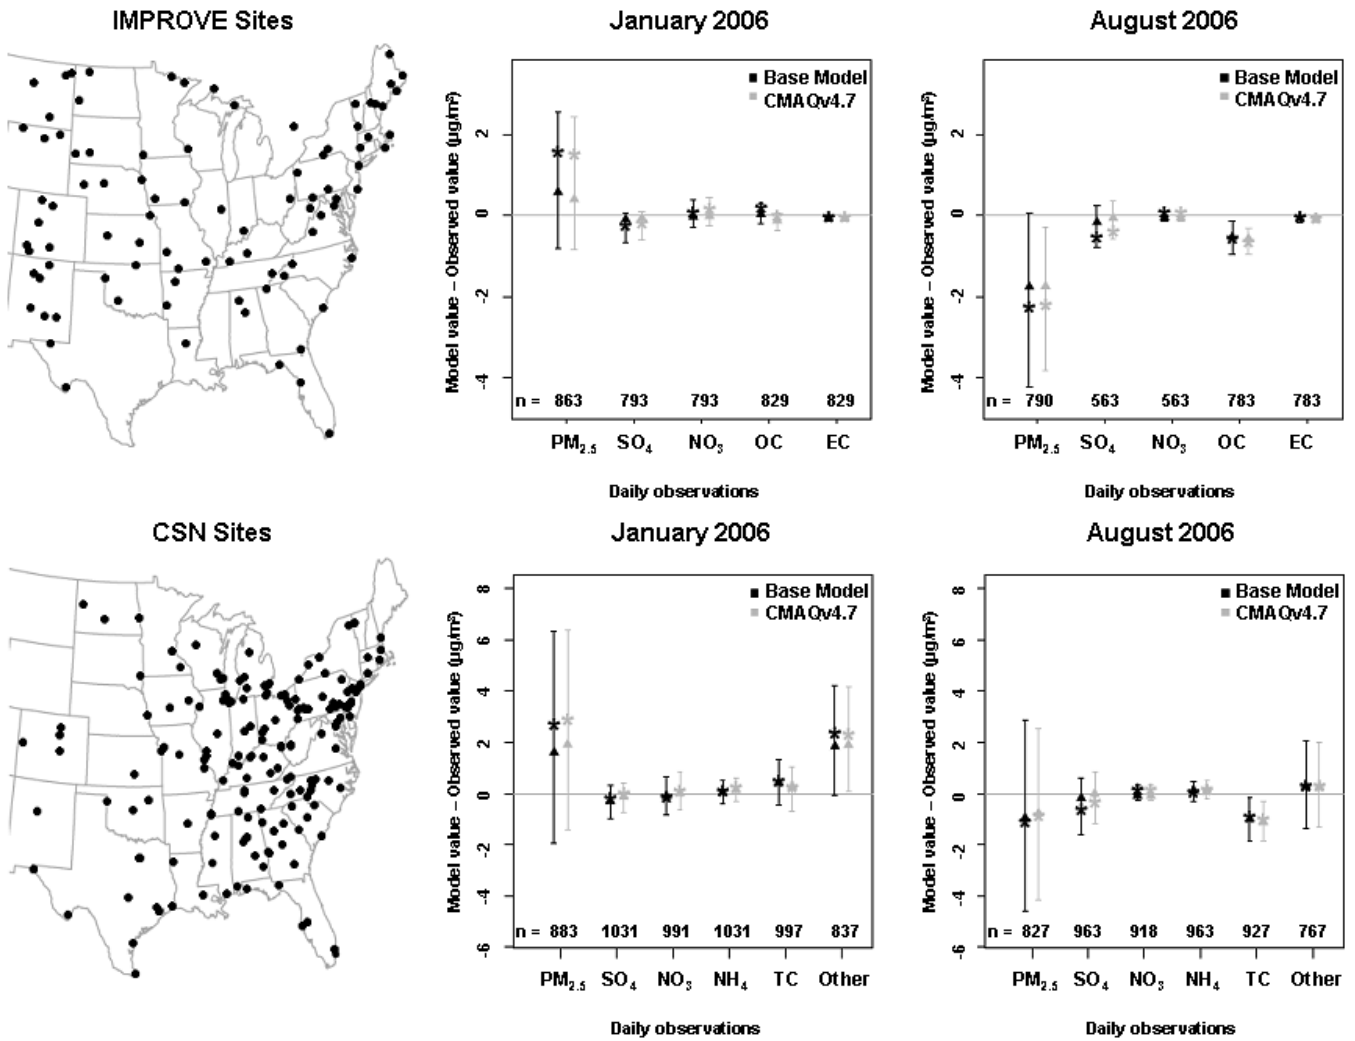 IMPROVE Sites
January 2006
August 2006
Model value – Observed value (µg/m³)
2
0
-2
-4
■ Base Model
■ CMAQv4.7
n = 863 793 793 829 829
PM₂.₅ SO₄ NO₃ OC EC
Daily observations
Model value – Observed value (µg/m³)
2
0
-2
-4
■ Base Model
■ CMAQv4.7
n = 790 563 563 783 783
PM₂.₅ SO₄ NO₃ OC EC
Daily observations
CSN Sites
January 2006
August 2006
Model value – Observed value (µg/m³)
8
6
4
2
0
-2
-4
-6
■ Base Model
■ CMAQv4.7
n = 883 1031 991 1031 997 837
PM₂.₅ SO₄ NO₃ NH₄ TC Other
Daily observations
Model value – Observed value (µg/m³)
8
6
4
2
0
-2
-4
-6
■ Base Model
■ CMAQv4.7
n = 827 963 918 963 927 767
PM₂.₅ SO₄ NO₃ NH₄ TC Other
Daily observations